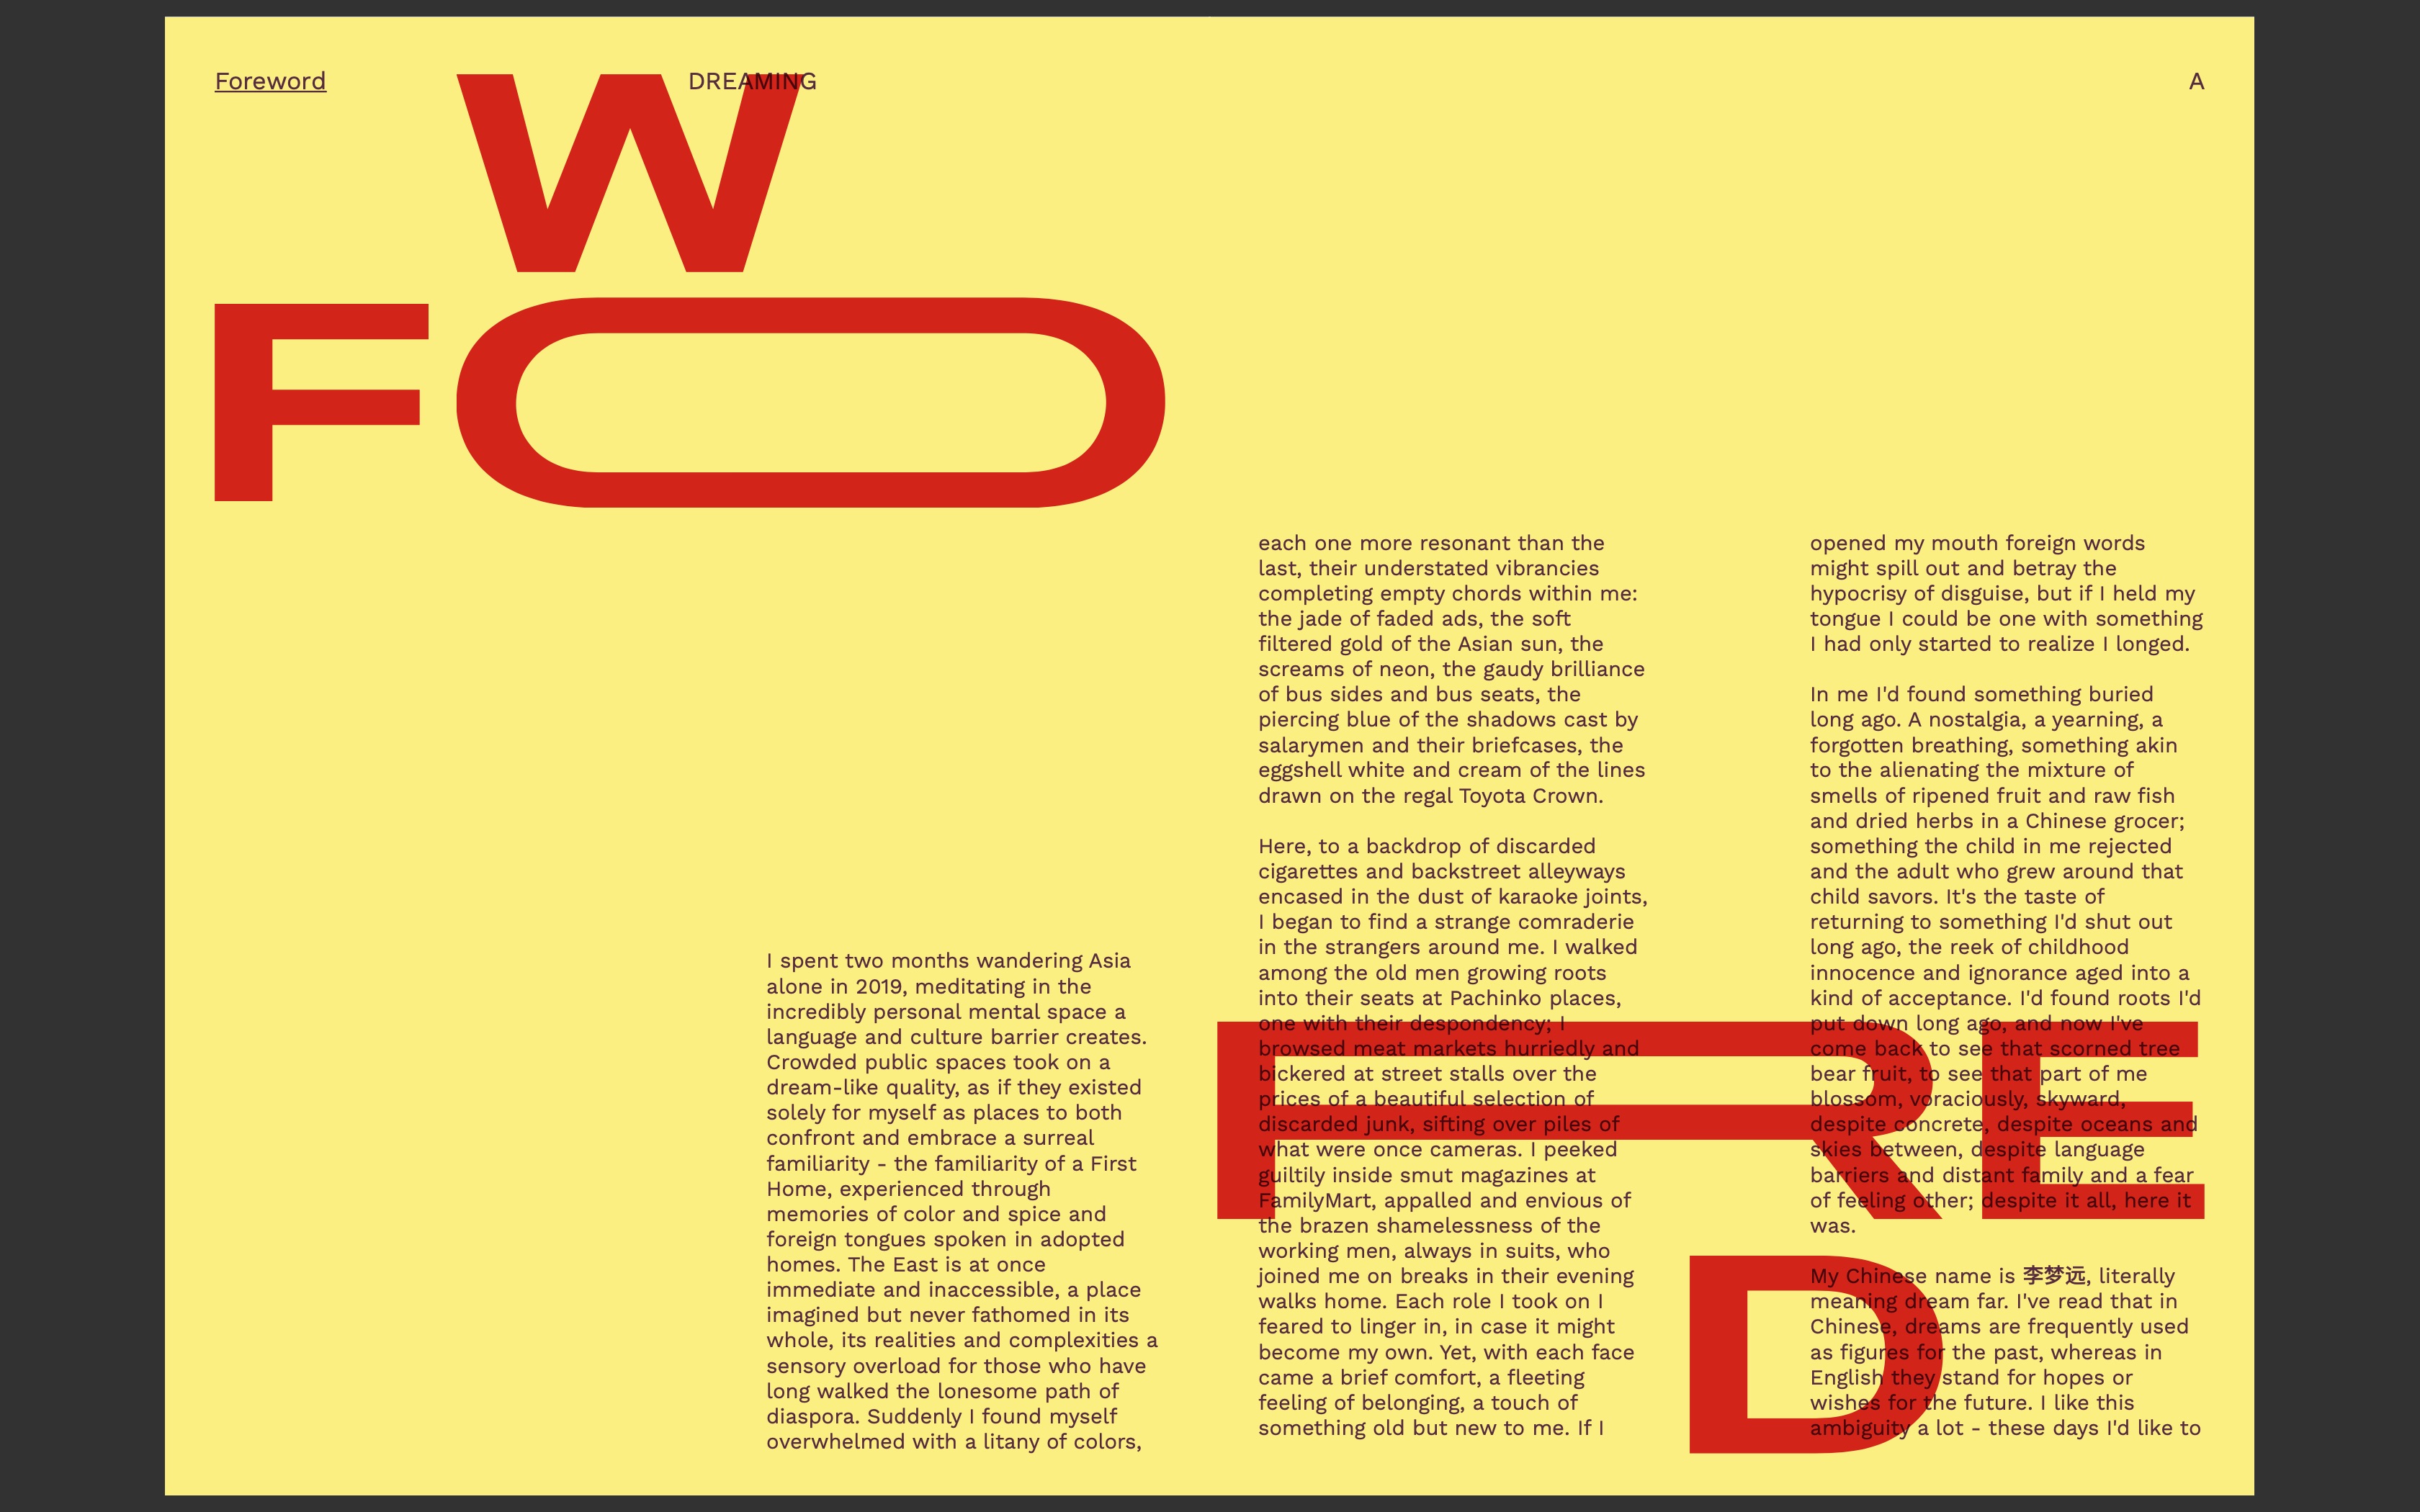 Foreword
DREAMING
A
W
FO
I spent two months wandering Asia
alone in 2019, meditating in the
incredibly personal mental space a
language and culture barrier creates.
Crowded public spaces took on a
dream-like quality, as if they existed
solely for myself as places to both
confront and embrace a surreal
familiarity - the familiarity of a First
Home, experienced through
memories of color and spice and
foreign tongues spoken in adopted
homes. The East is at once
immediate and inaccessible, a place
imagined but never fathomed in its
whole, its realities and complexities a
sensory overload for those who have
long walked the lonesome path of
diaspora. Suddenly I found myself
overwhelmed with a litany of colors,
each one more resonant than the
last, their understated vibrancies
completing empty chords within me:
the jade of faded ads, the soft
filtered gold of the Asian sun, the
screams of neon, the gaudy brilliance
of bus sides and bus seats, the
piercing blue of the shadows cast by
salarymen and their briefcases, the
eggshell white and cream of the lines
drawn on the regal Toyota Crown.
Here, to a backdrop of discarded
cigarettes and backstreet alleyways
encased in the dust of karaoke joints,
I began to find a strange comraderie
in the strangers around me. I walked
among the old men growing roots
into their seats at Pachinko places,
one with their despondency; I
browsed meat markets hurriedly and
bickered at street stalls over the
prices of a beautiful selection of
discarded junk, sifting over piles of
what were once cameras. I peeked
guiltily inside smut magazines at
FamilyMart, appalled and envious of
the brazen shamelessness of the
working men, always in suits, who
joined me on breaks in their evening
walks home. Each role I took on I
feared to linger in, in case it might
become my own. Yet, with each face
came a brief comfort, a fleeting
feeling of belonging, a touch of
something old but new to me. If I
opened my mouth foreign words
might spill out and betray the
hypocrisy of disguise, but if I held my
tongue I could be one with something
I had only started to realize I longed.
In me I'd found something buried
long ago. A nostalgia, a yearning, a
forgotten breathing, something akin
to the alienating the mixture of
smells of ripened fruit and raw fish
and dried herbs in a Chinese grocer;
something the child in me rejected
and the adult who grew around that
child savors. It's the taste of
returning to something I'd shut out
long ago, the reek of childhood
innocence and ignorance aged into a
kind of acceptance. I'd found roots I'd
put down long ago, and now I've
come back to see that scorned tree
bear fruit, to see that part of me
blossom, voraciously, skyward,
despite concrete, despite oceans and
skies between, despite language
barriers and distant family and a fear
of feeling other; despite it all, here it
was.
My Chinese name is 李梦远, literally
meaning dream far. I've read that in
Chinese, dreams are frequently used
as figures for the past, whereas in
English they stand for hopes or
wishes for the future. I like this
ambiguity a lot - these days I'd like to
RE
D